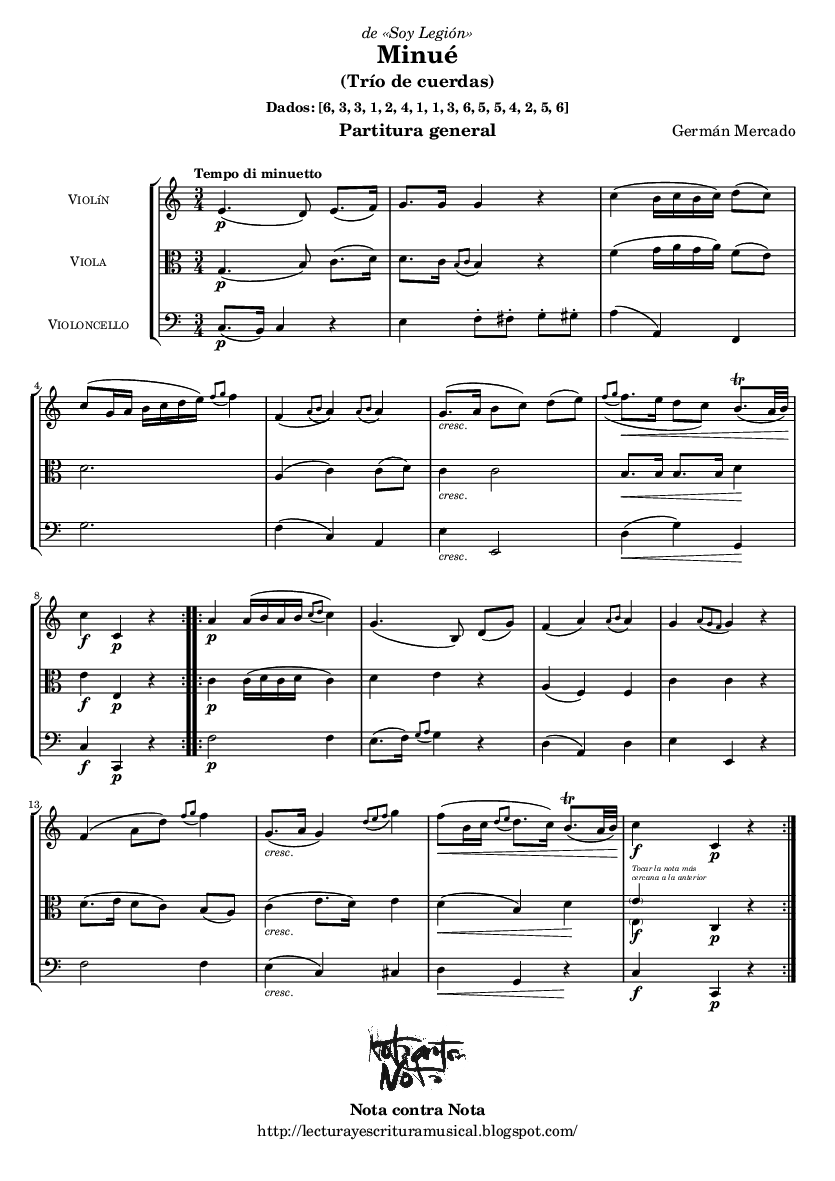 de «Soy Legión»
Minué
(Trío de cuerdas)
Dados: [6, 3, 3, 1, 2, 4, 1, 1, 3, 6, 5, 5, 4, 2, 5, 6]
Partitura general Germán Mercado
Tempo di minuetto
Violín
p
Viola
p
Violoncello
p
4
cresc.
cresc.
cresc.
8
f p p
f p p
f p p
13
cresc.
f p
Tocar la nota más
cercana a la anterior
cresc.
f p
cresc.
f p
Nota contra Nota
Nota contra Nota
http://lecturayescrituramusical.blogspot.com/